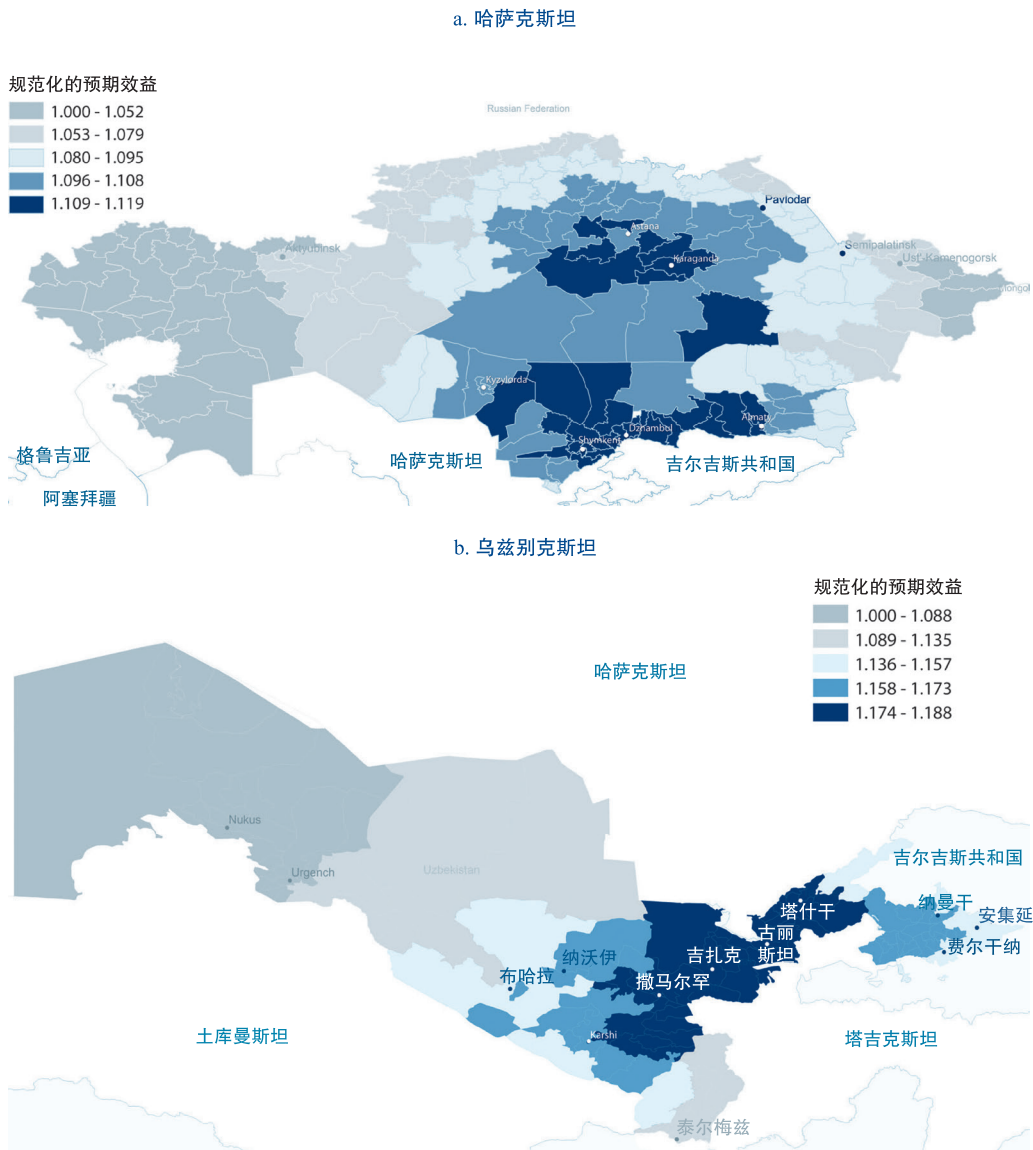 a. 哈萨克斯坦
规范化的预期效益
1.000 - 1.052
1.053 - 1.079
1.080 - 1.095
1.096 - 1.108
1.109 - 1.119
Russian Federation
Pavlodar
Astana
Aktyubinsk
Semipalatinsk
Karaganda
Ust'-Kamenogorsk
Kyzylorda
Almaty
Dzhambul
Shymkent
格鲁吉亚
哈萨克斯坦
吉尔吉斯共和国
阿塞拜疆
b. 乌兹别克斯坦
规范化的预期效益
1.000 - 1.088
1.089 - 1.135
1.136 - 1.157
1.158 - 1.173
1.174 - 1.188
哈萨克斯坦
Nukus
吉尔吉斯共和国
Urgench
Uzbekistan
纳曼干
塔什干
安集延
古丽
斯坦
费尔干纳
吉扎克
纳沃伊
布哈拉
撒马尔罕
Karshi
土库曼斯坦
塔吉克斯坦
泰尔梅兹